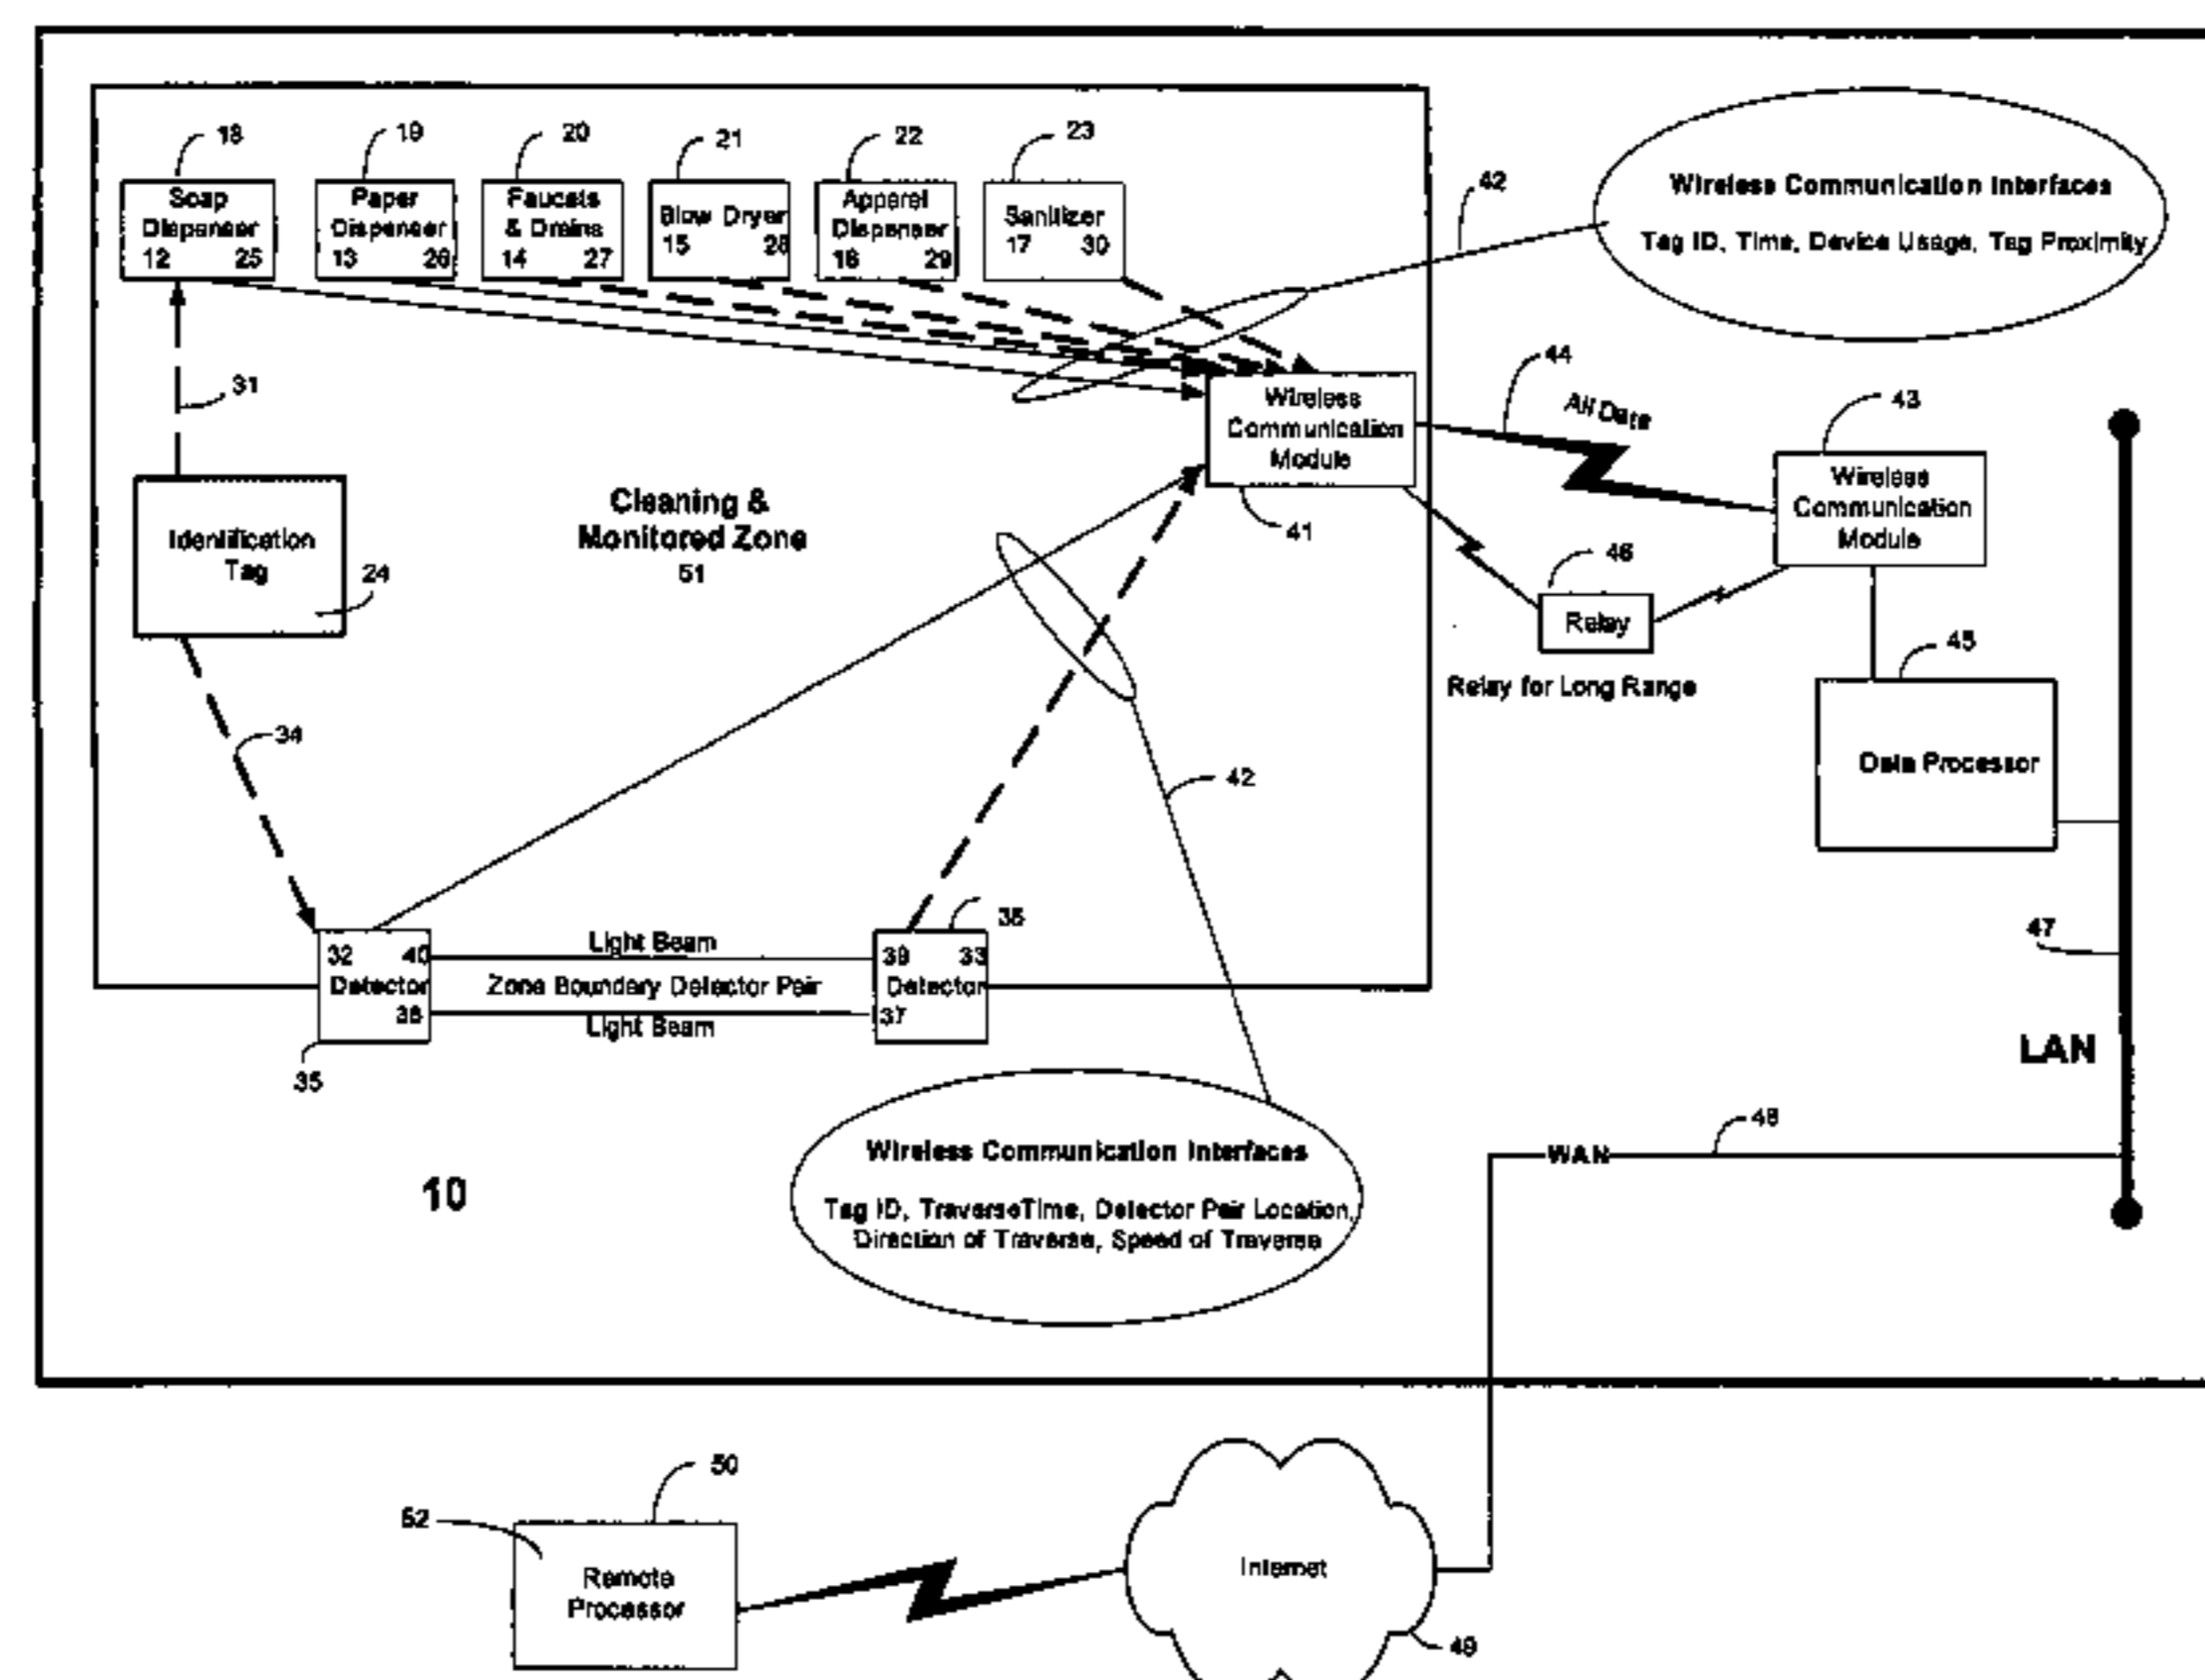 18
19
20
21
22
23
Soap
Dispenser
12 25
Paper
Dispenser
13 26
Faucets
& Drains
14 27
Blow Dryer
15 28
Apparel
Dispenser
16 29
Sanitizer
17 30
42
Wireless Communication Interfaces
Tag ID, Time, Device Usage, Tag Proximity
31
Wireless
Communication
Module
41
44
All Data
43
Wireless
Communication
Module
Identification
Tag
24
Cleaning &
Monitored Zone
51
46
Relay
Relay for Long Range
45
Data Processor
34
42
47
LAN
32 40
Detector
36
35
Light Beam
Zone Boundary Detector Pair
Light Beam
38
39 33
Detector
37
Wireless Communication Interfaces
Tag ID, TraverseTime, Detector Pair Location,
Direction of Traverse, Speed of Traverse
10
WAN
48
50
52
Remote
Processor
Internet
49